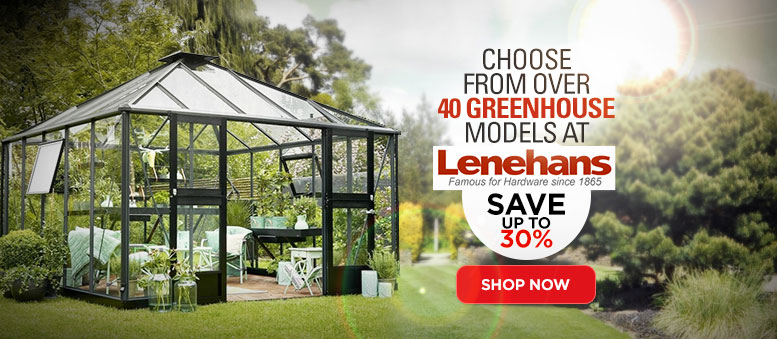 CHOOSE
FROM OVER
40 GREENHOUSE
MODELS AT
Lenehans
Famous for Hardware since 1865
SAVE
UP TO
30%
SHOP NOW